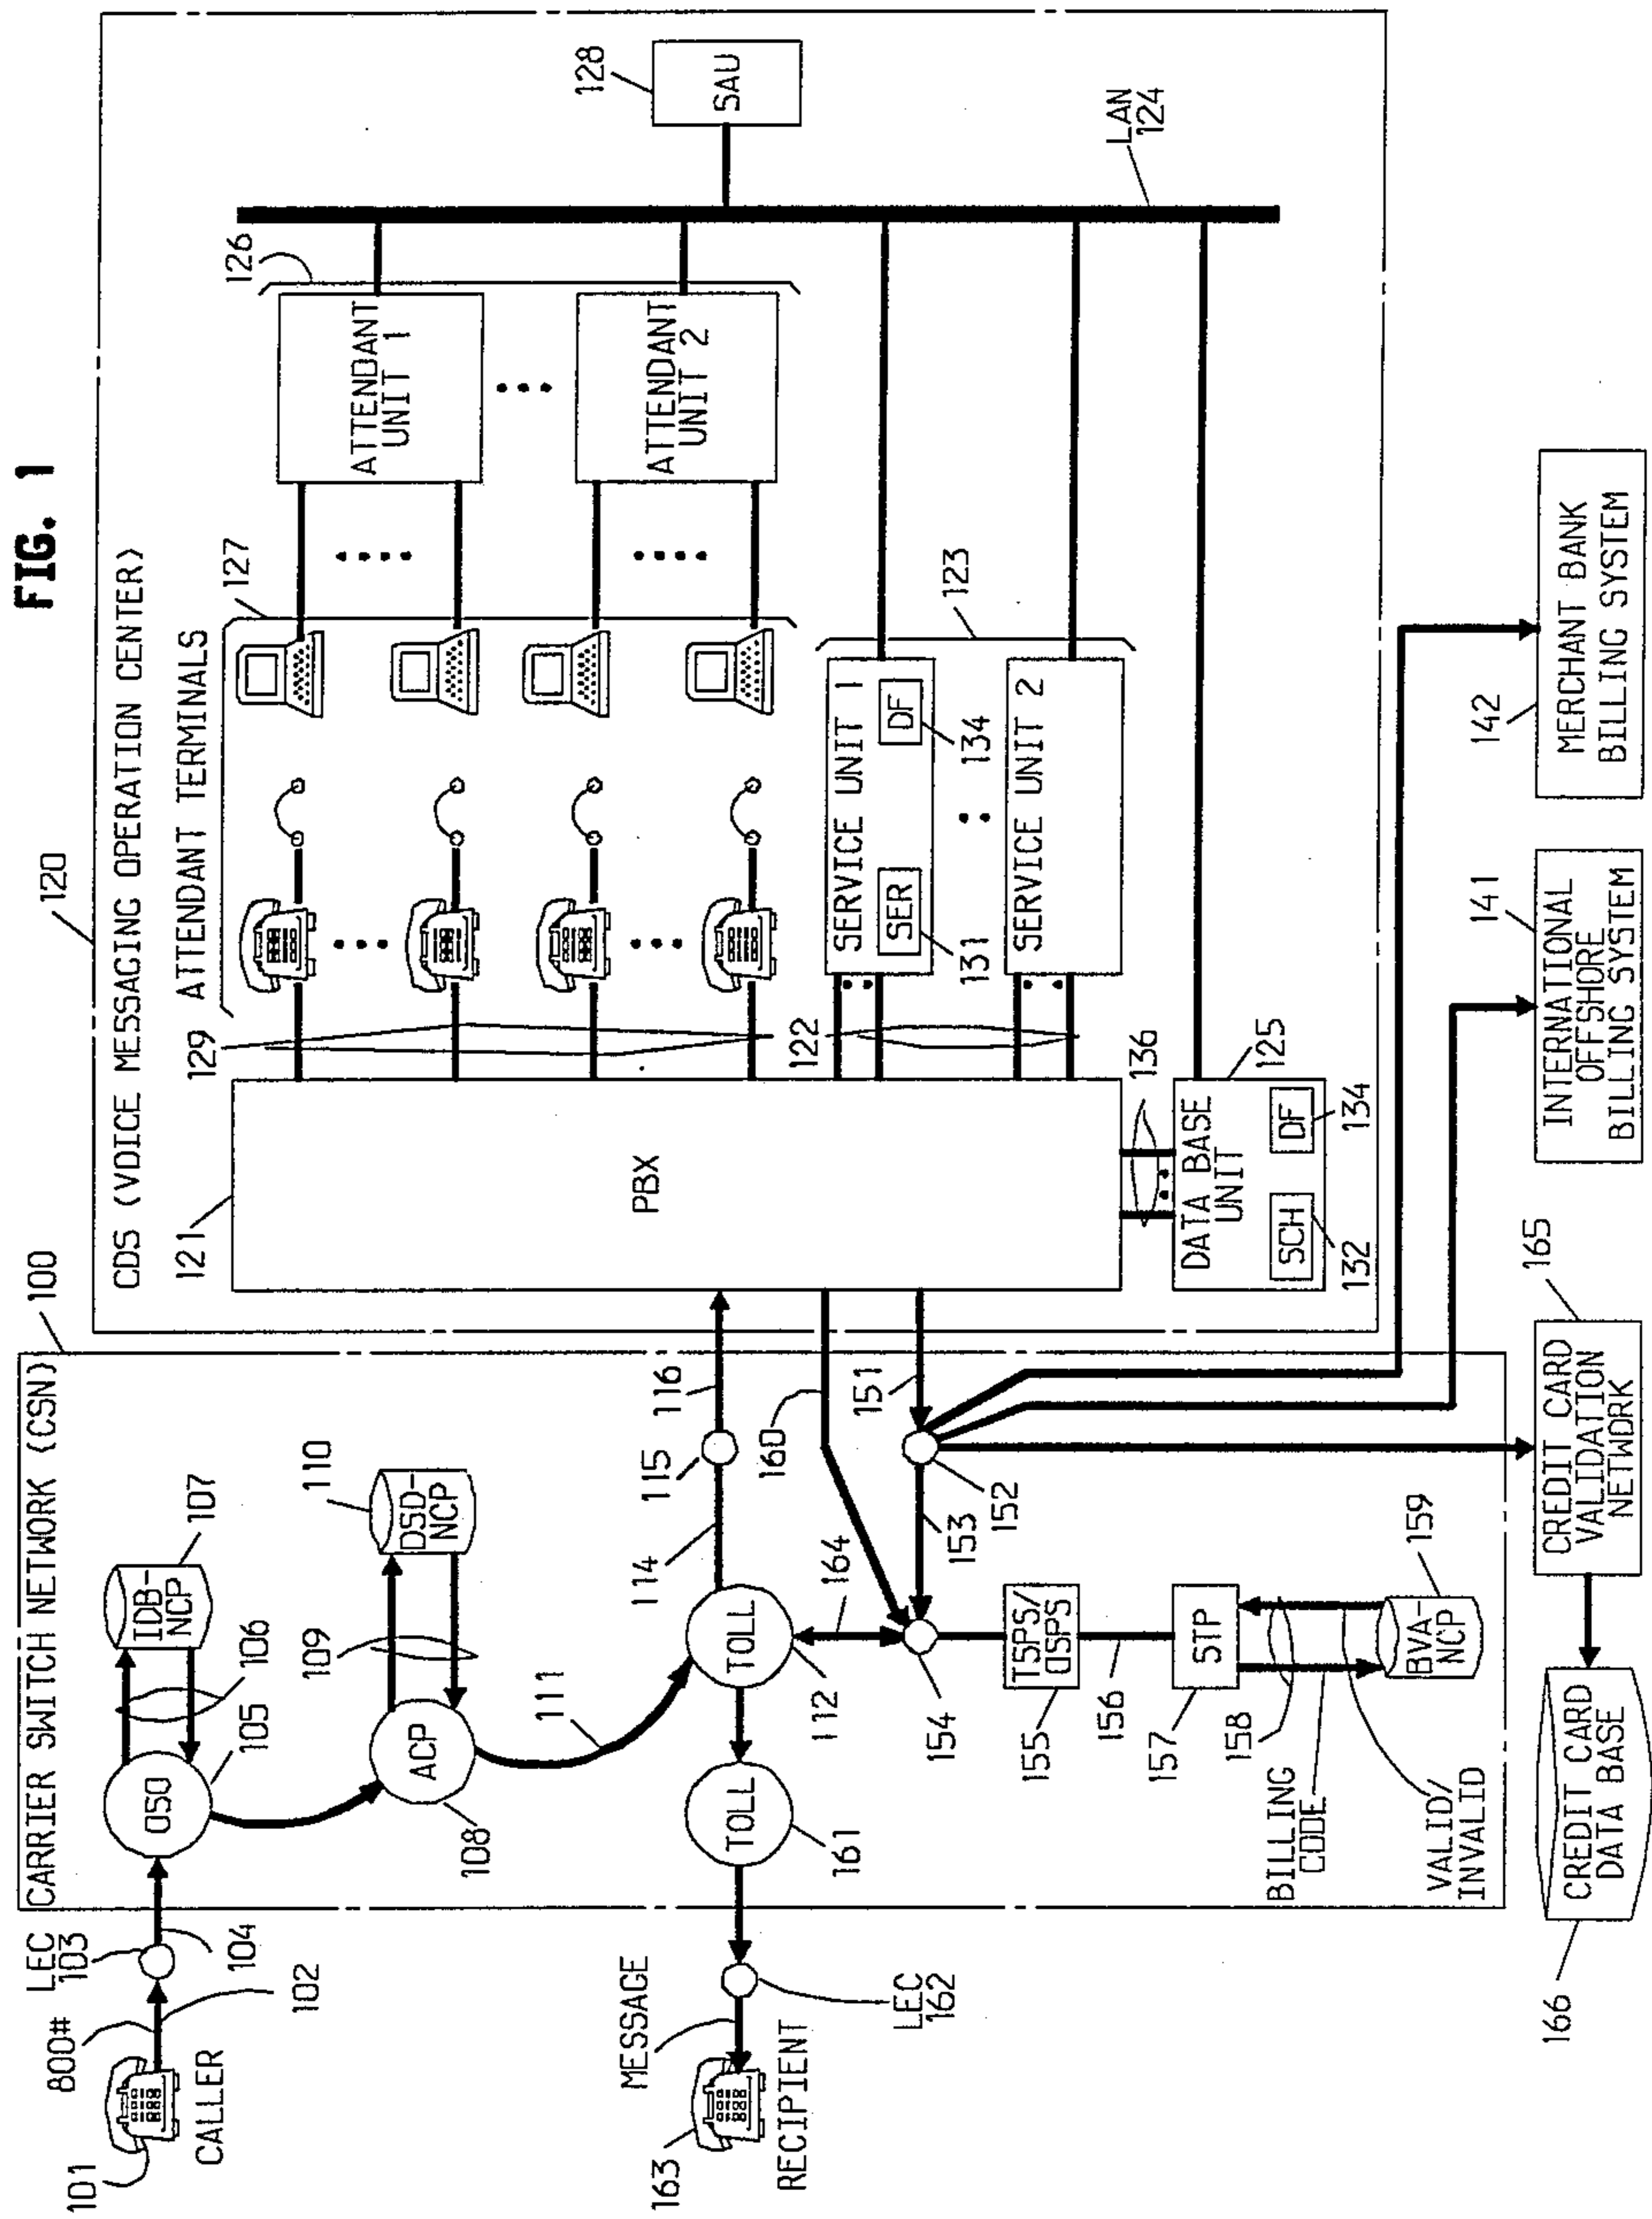 FIG. 1
120
CDS (VOICE MESSAGING OPERATION CENTER)
100
CARRIER SWITCH NETWORK (CSN)
800#
101
CALLER
102
LEC
103
104
OSO
105
106
IDB-
NCP
107
ACP
108
109
DSD-
NCP
110
111
TOLL
112
114
115
116
121
PBX
129
ATTENDANT TERMINALS
127
ATTENDANT
UNIT 1
ATTENDANT
UNIT 2
126
SAU
128
LAN
124
122
SERVICE UNIT 1
SER
131
DF
134
SERVICE UNIT 2
123
136
DATA BASE
UNIT
125
SCH
132
DF
134
MESSAGE
163
RECIPIENT
LEC
162
TOLL
161
164
160
151
152
153
154
TSPS/
OSPS
155
156
STP
157
158
BILLING
CODE
VALID/
INVALID
BVA-
NCP
159
166
CREDIT CARD
DATA BASE
CREDIT CARD
VALIDATION
NETWORK
165
INTERNATIONAL
OFFSHORE
BILLING SYSTEM
141
MERCHANT BANK
BILLING SYSTEM
142